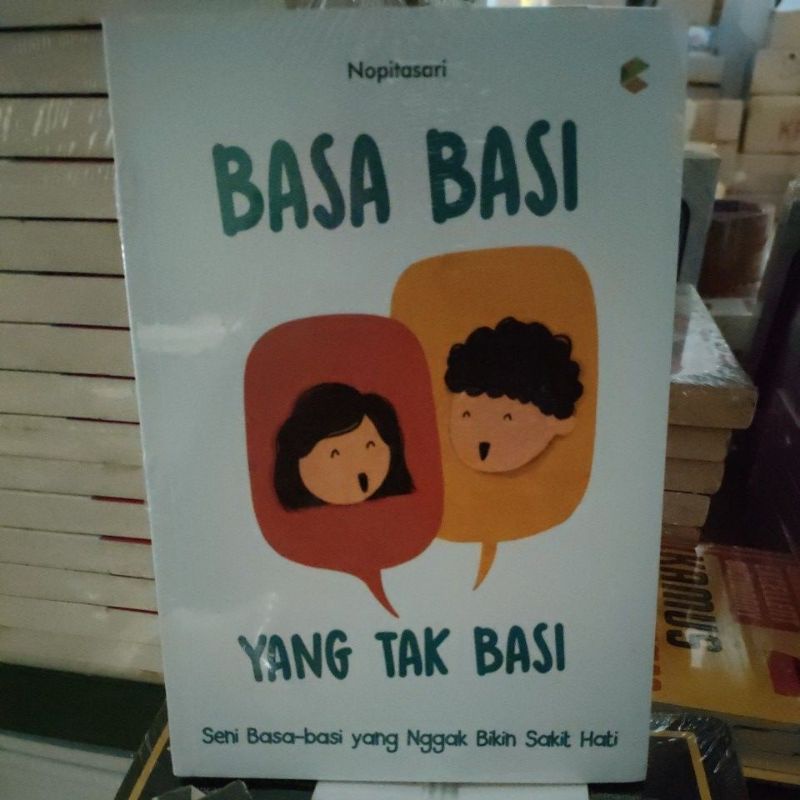 Nopitasari
BASA BASI
YANG TAK BASI
Seni Basa-basi yang Nggak Bikin Sakit Hati